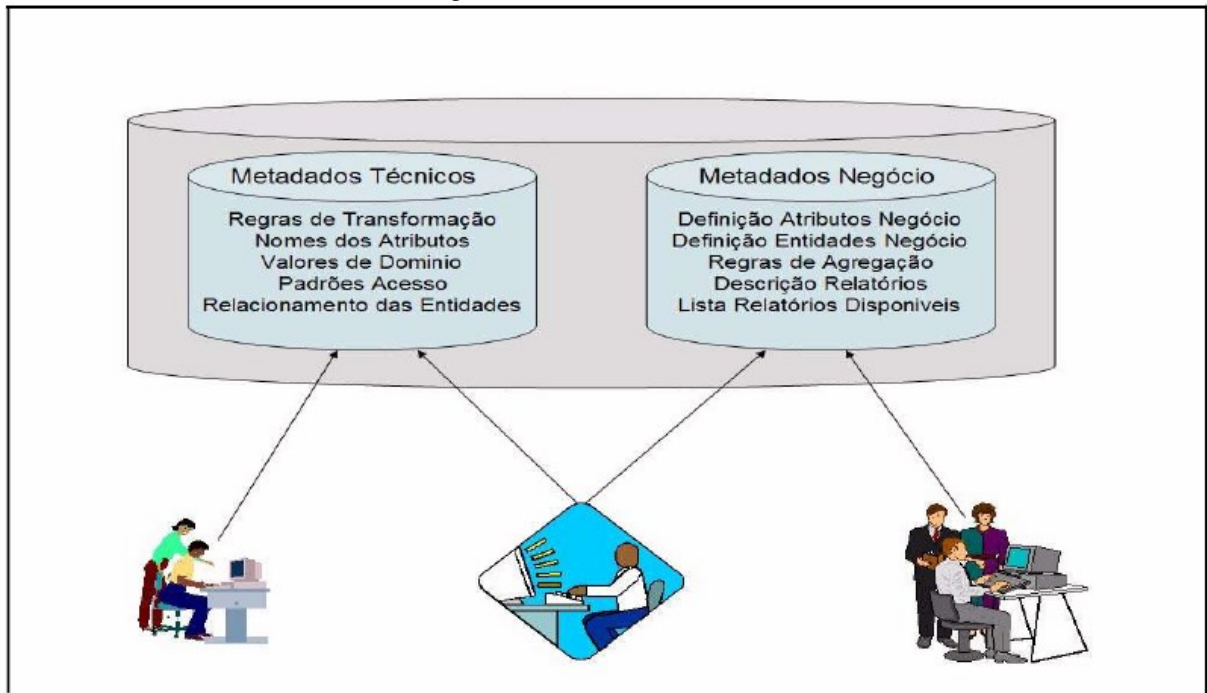 Metadados Técnicos
Regras de Transformação
Nomes dos Atributos
Valores de Dominio
Padrões Acesso
Relacionamento das Entidades
Metadados Negócio
Definição Atributos Negócio
Definição Entidades Negócio
Regras de Agregação
Descrição Relatórios
Lista Relatórios Disponiveis